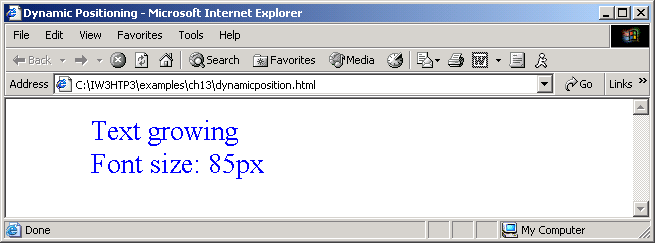 Dynamic Positioning - Microsoft Internet Explorer
File Edit View Favorites Tools Help
Back Search Favorites Media
Address C:\IW3HTP3\examples\ch13\dynamicposition.html Go Links »
Text growing
Font size: 85px
Done My Computer